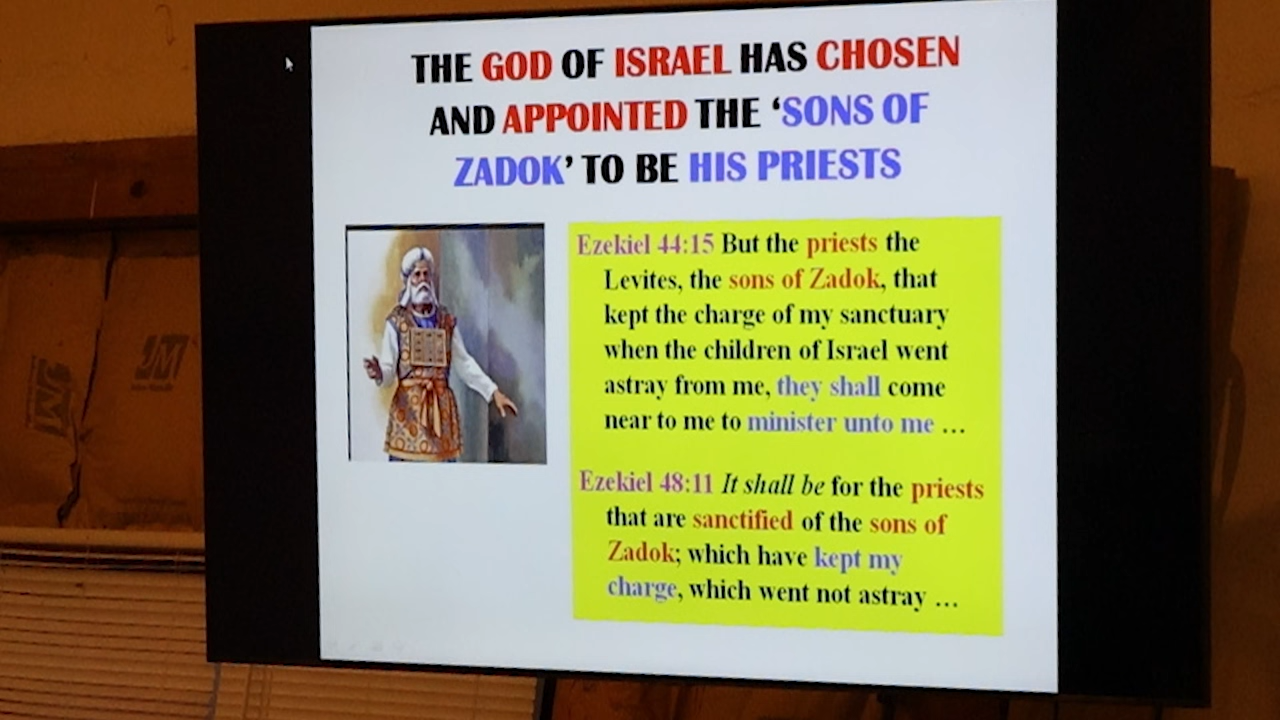 THE GOD OF ISRAEL HAS CHOSEN
AND APPOINTED THE ‘SONS OF
ZADOK’ TO BE HIS PRIESTS
Ezekiel 44:15 But the priests the
Levites, the sons of Zadok, that
kept the charge of my sanctuary
when the children of Israel went
astray from me, they shall come
near to me to minister unto me …
Ezekiel 48:11 It shall be for the priests
that are sanctified of the sons of
Zadok; which have kept my
charge, which went not astray …
JM
JM